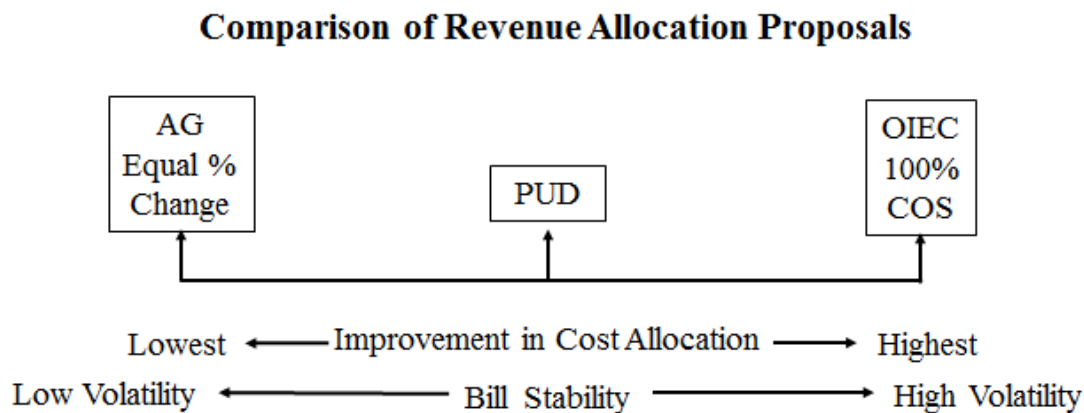 Comparison of Revenue Allocation Proposals
AG
Equal %
Change
PUD
OIEC
100%
COS
Lowest Improvement in Cost Allocation Highest
Low Volatility Bill Stability High Volatility